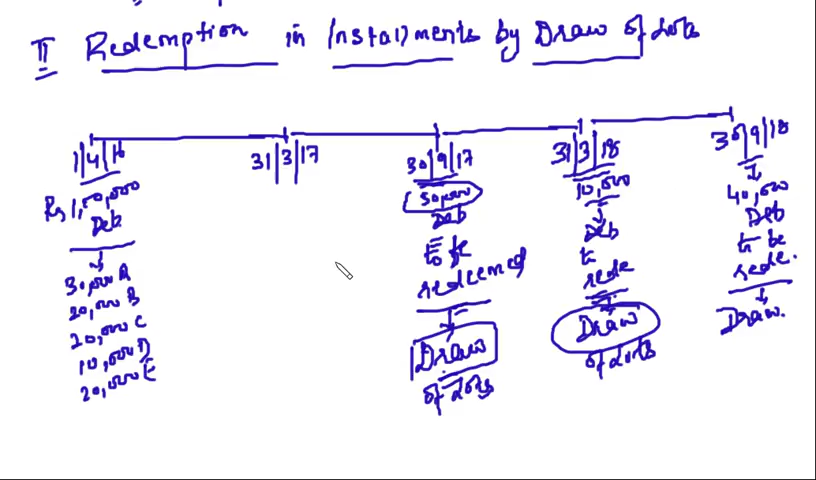 II Redemption in Installments by Draw of Lots
1|4|16
Rs 1,00,000
Deb
30,000 A
20,000 B
20,000 C
10,000 D
20,000 E
31|3|17
30|9|17
50,000
Deb
to be
redeemed
Draw
of Lots
31|3|18
10,000
Deb
to
rede
Draw
of Lots
30|9|18
40,000
Deb
to be
rede.
Draw.